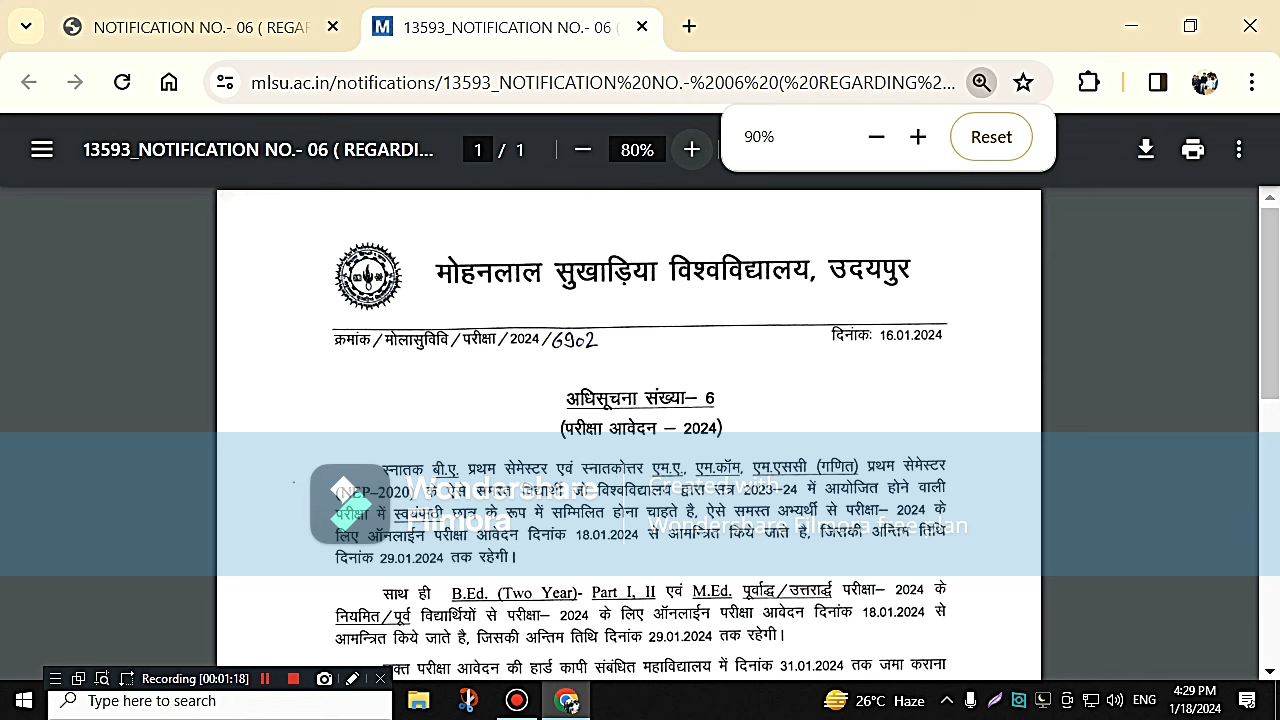 NOTIFICATION NO.- 06 ( REGAF
13593_NOTIFICATION NO.- 06 (
mlsu.ac.in/notifications/13593_NOTIFICATION%20NO.-%2006%20(%20REGARDING%2...
90%
Reset
13593_NOTIFICATION NO.- 06 ( REGARDI...
1 / 1
80%
मोहनलाल सुखाड़िया विश्वविद्यालय, उदयपुर
क्रमांक/मोलासुविवि/परीक्षा/2024/6902
दिनांकः 16.01.2024
अधिसूचना संख्या– 6
(परीक्षा आवेदन – 2024)
स्नातक बी.ए. प्रथम सेमेस्टर एवं स्नातकोत्तर एम.ए., एम.कॉम, एम.एससी (गणित) प्रथम सेमेस्टर
(NEP–2020) के ऐसे समस्त विद्यार्थी जो विश्वविद्यालय द्वारा सत्र 2023–24 में आयोजित होने वाली
परीक्षा में स्वयंपाठी छात्र के रूप में सम्मिलित होना चाहते है, ऐसे समस्त अभ्यर्थी से परीक्षा– 2024 के
लिए ऑनलाईन परीक्षा आवेदन दिनांक 18.01.2024 से आमन्त्रित किये जाते है, जिसकी अन्तिम तिथि
दिनांक 29.01.2024 तक रहेगी।
Wondershare
Filmora
Created with
Wondershare Filmora free plan
साथ ही B.Ed. (Two Year)- Part I, II एवं M.Ed. पूर्वाद्ध/उत्तरार्द्ध परीक्षा– 2024 के
नियमित/पूर्व विद्यार्थियों से परीक्षा– 2024 के लिए ऑनलाईन परीक्षा आवेदन दिनांक 18.01.2024 से
आमन्त्रित किये जाते है, जिसकी अन्तिम तिथि दिनांक 29.01.2024 तक रहेगी।
परीक्षा आवेदन की हार्ड कापी संबंधित महाविद्यालय में दिनांक 31.01.2024 तक जमा कराना
Recording [00:01:18]
Type here to search
26°C Haze
ENG
4:29 PM
1/18/2024